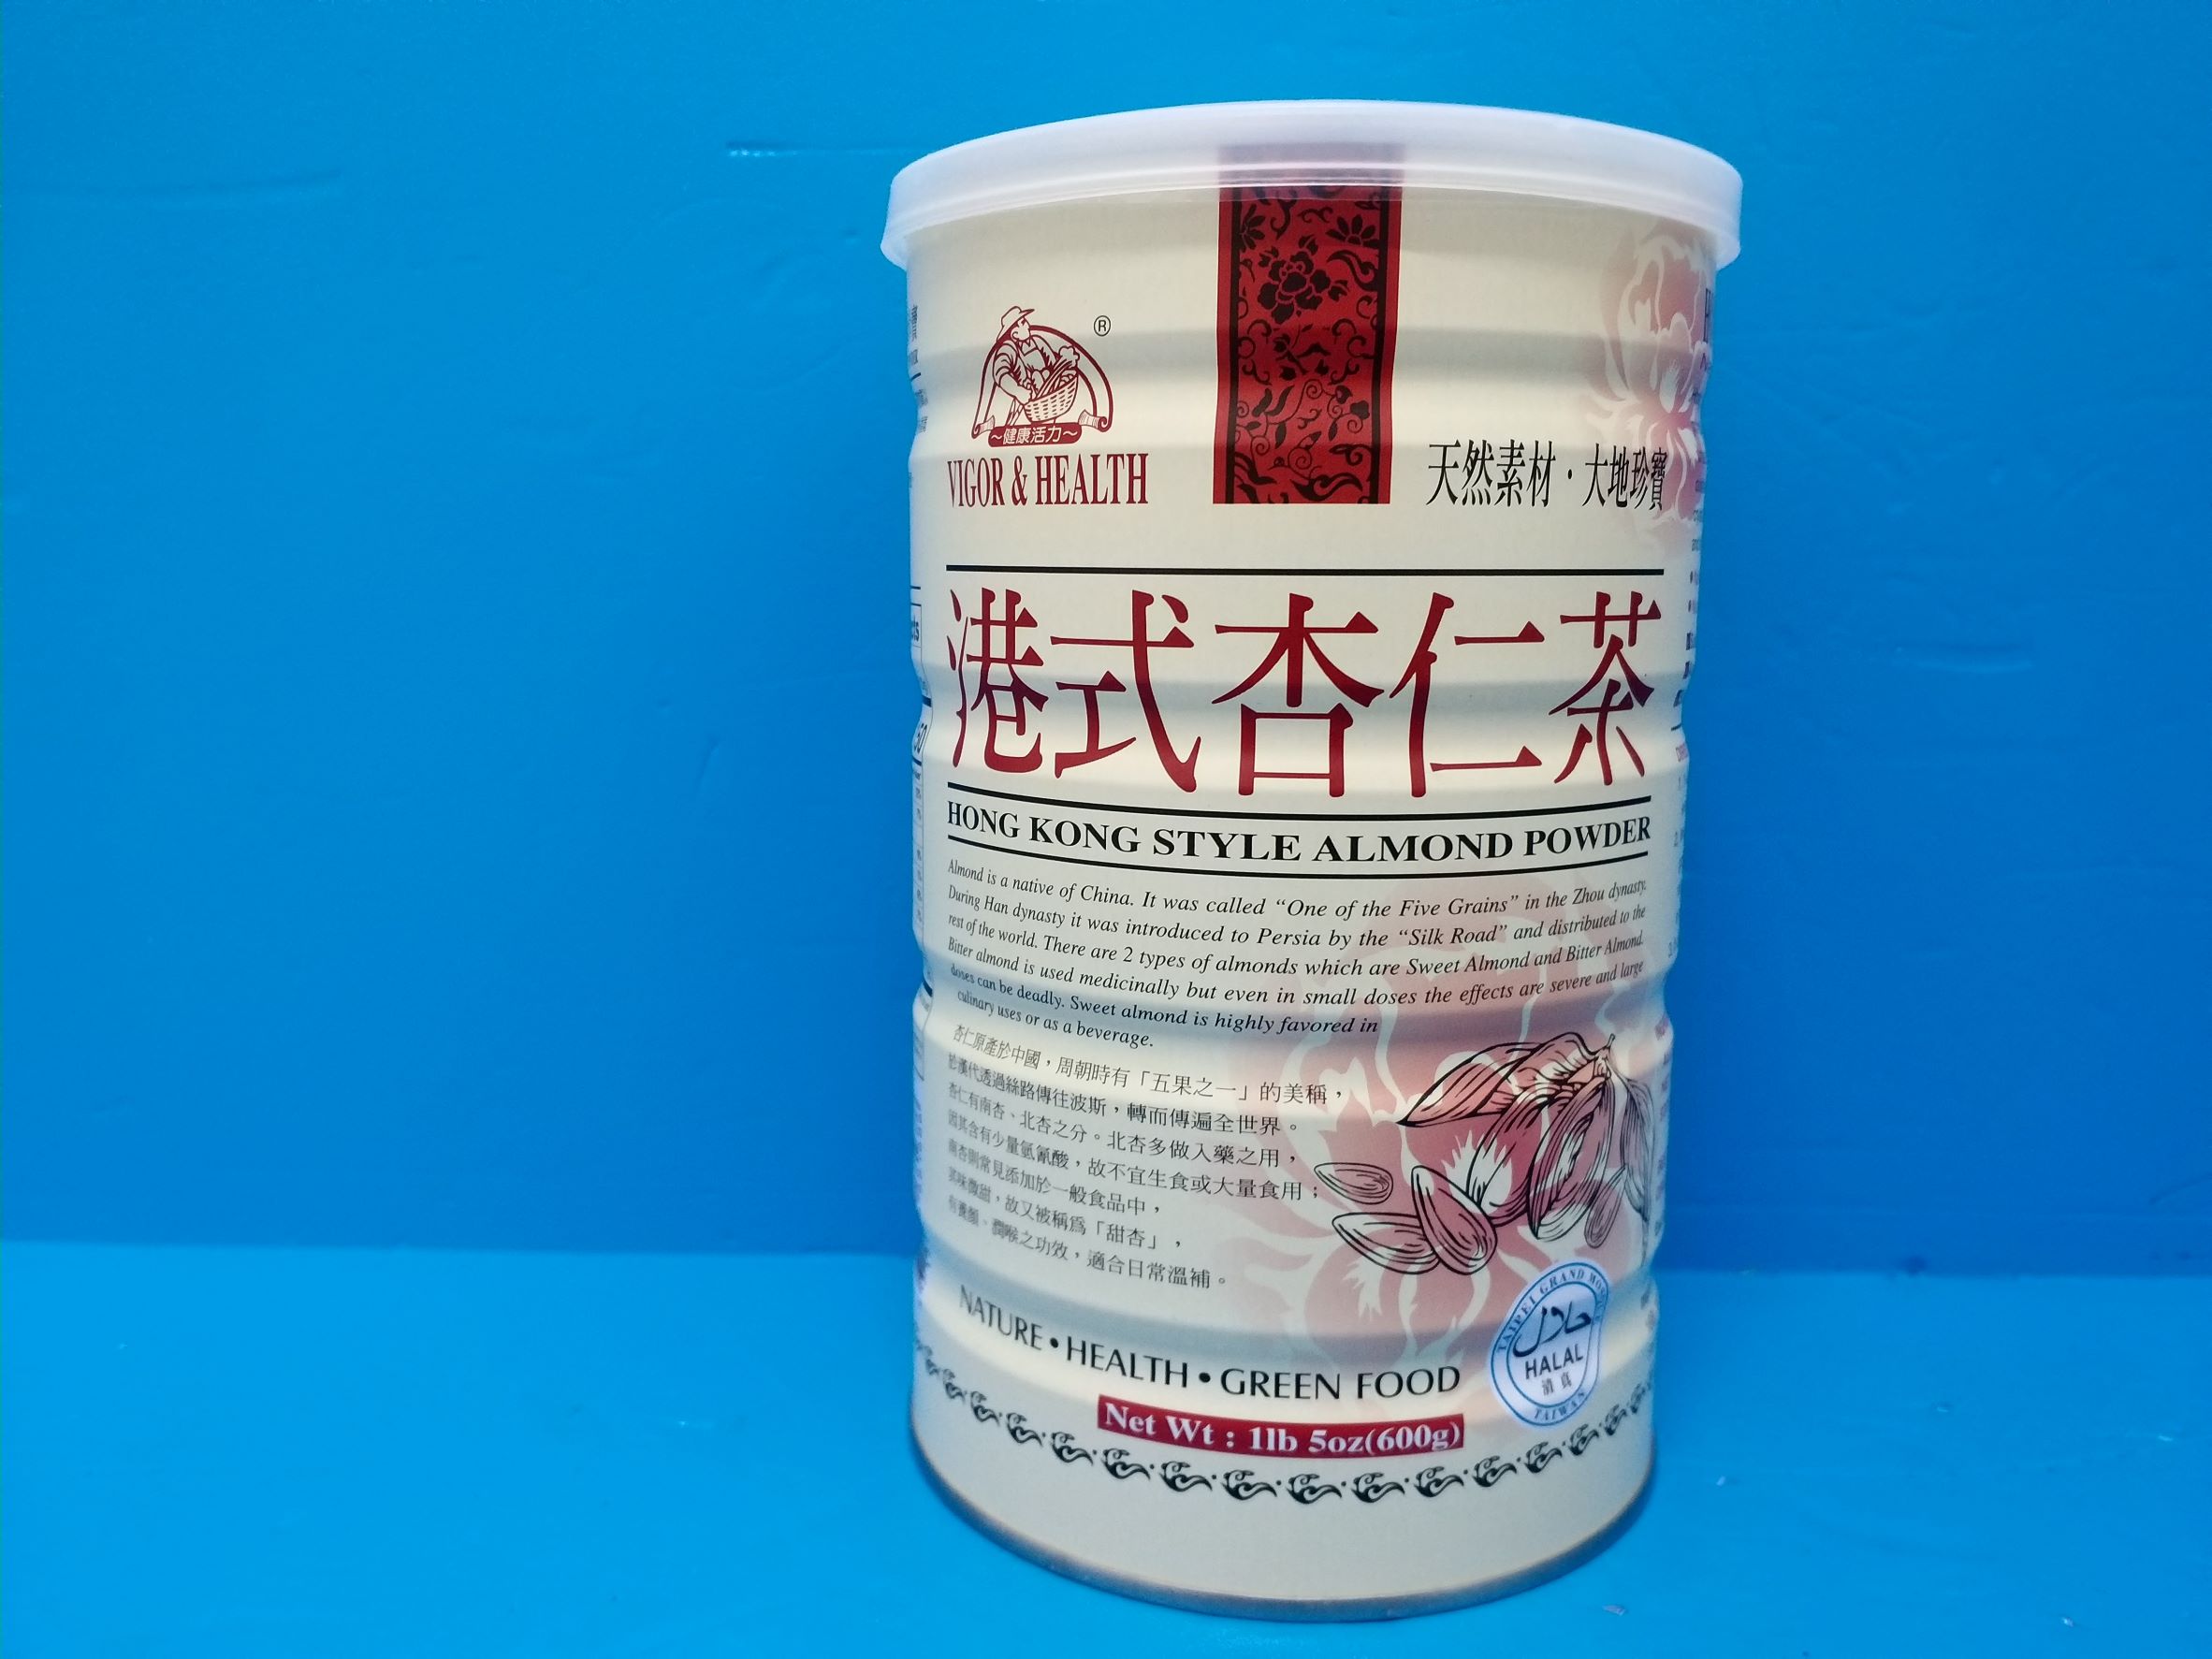 ®
～健康活力～
VIGOR & HEALTH
天然素材・大地珍寶
港式杏仁茶
HONG KONG STYLE ALMOND POWDER
Almond is a native of China. It was called “One of the Five Grains” in the Zhou dynasty.
During Han dynasty it was introduced to Persia by the “Silk Road” and distributed to the
rest of the world. There are 2 types of almonds which are Sweet Almond and Bitter Almond.
Bitter almond is used medicinally but even in small doses the effects are severe and large
doses can be deadly. Sweet almond is highly favored in
culinary uses or as a beverage.
杏仁原產於中國，周朝時有「五果之一」的美稱，
於漢代透過絲路傳往波斯，轉而傳遍全世界。
杏仁有南杏、北杏之分。北杏多做入藥之用，
因其含有少量氫氰酸，故不宜生食或大量食用；
南杏則常見添加於一般食品中，
其味微甜，故又被稱為「甜杏」，
有養顏、潤喉之功效，適合日常溫補。
NATURE • HEALTH • GREEN FOOD
TAIPEI GRAND MOSQUE
حلال
HALAL
清真
TAIWAN
Net Wt : 1lb 5oz(600g)